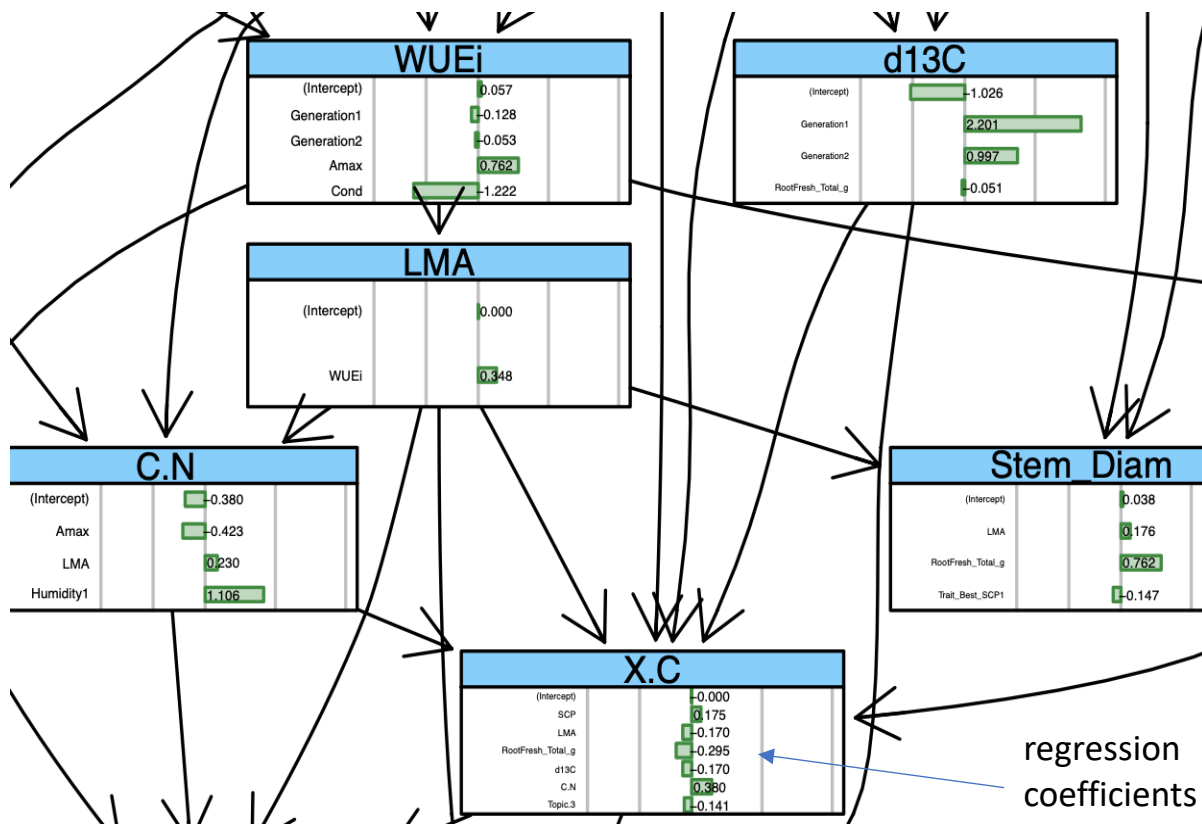 WUEi
(Intercept) 0.057
Generation1 -0.128
Generation2 -0.053
Amax 0.762
Cond -1.222
d13C
(Intercept) -1.026
Generation1 2.201
Generation2 0.997
RootFresh_Total_g -0.051
LMA
(Intercept) 0.000
WUEi 0.348
C.N
(Intercept) -0.380
Amax -0.423
LMA 0.230
Humidity1 1.106
Stem_Diam
(Intercept) 0.038
LMA 0.176
RootFresh_Total_g 0.762
Trait_Best_SCP1 -0.147
X.C
(Intercept) -0.000
SCP 0.175
LMA -0.170
RootFresh_Total_g -0.295
d13C -0.170
C.N 0.380
Topic.3 -0.141
regression
coefficients